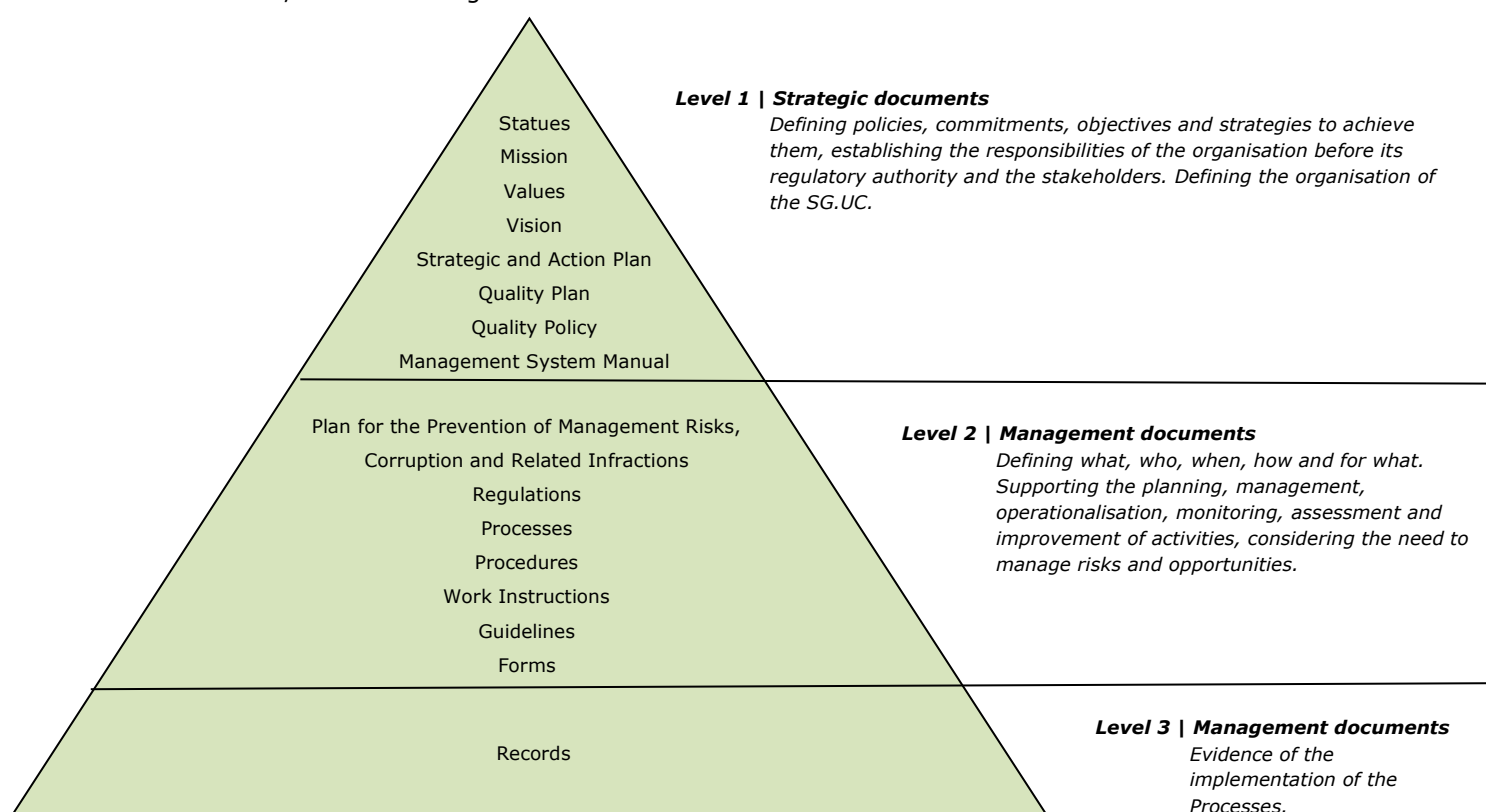 Level 1 | Strategic documents
Defining policies, commitments, objectives and strategies to achieve
them, establishing the responsibilities of the organisation before its
regulatory authority and the stakeholders. Defining the organisation of
the SG.UC.
Statues
Mission
Values
Vision
Strategic and Action Plan
Quality Plan
Quality Policy
Management System Manual
Level 2 | Management documents
Defining what, who, when, how and for what.
Supporting the planning, management,
operationalisation, monitoring, assessment and
improvement of activities, considering the need to
manage risks and opportunities.
Plan for the Prevention of Management Risks,
Corruption and Related Infractions
Regulations
Processes
Procedures
Work Instructions
Guidelines
Forms
Level 3 | Management documents
Evidence of the
implementation of the
Processes.
Records